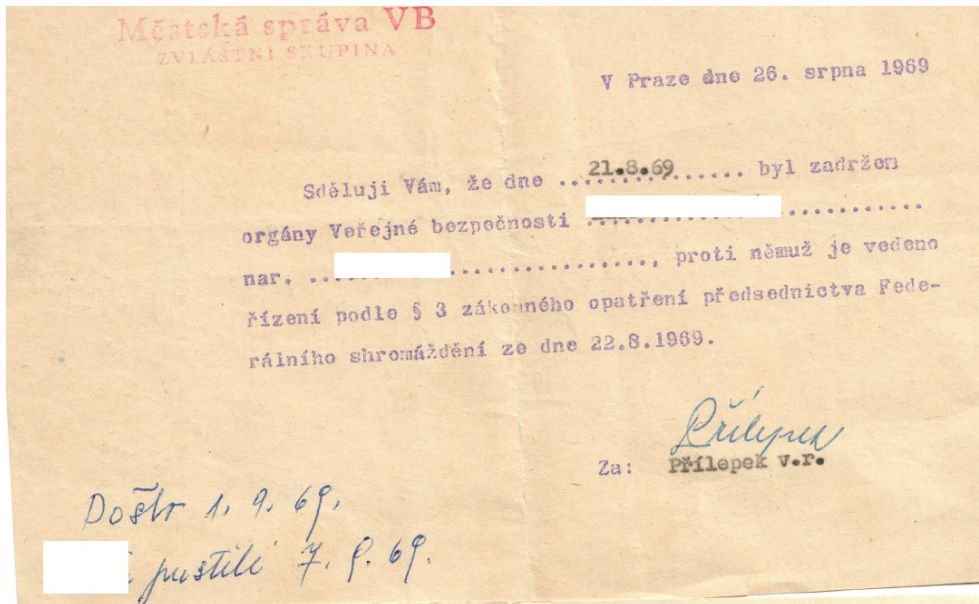 Městská správa VB
ZVLÁŠTNÍ SKUPINA
V Praze dne 26. srpna 1969
Sděluji Vám, že dne ..21.8.69....... byl zadržen
orgány Veřejné bezpečnosti ......................
nar. .........................., proti němuž je vedeno
řízení podle § 3 zákonného opatření předsednictva Fede-
rálního shromáždění ze dne 22.8.1969.
Přílepek
Za: Přílepek v.r.
Došlo 1. 9. 69.
pustili 7. 9. 69.